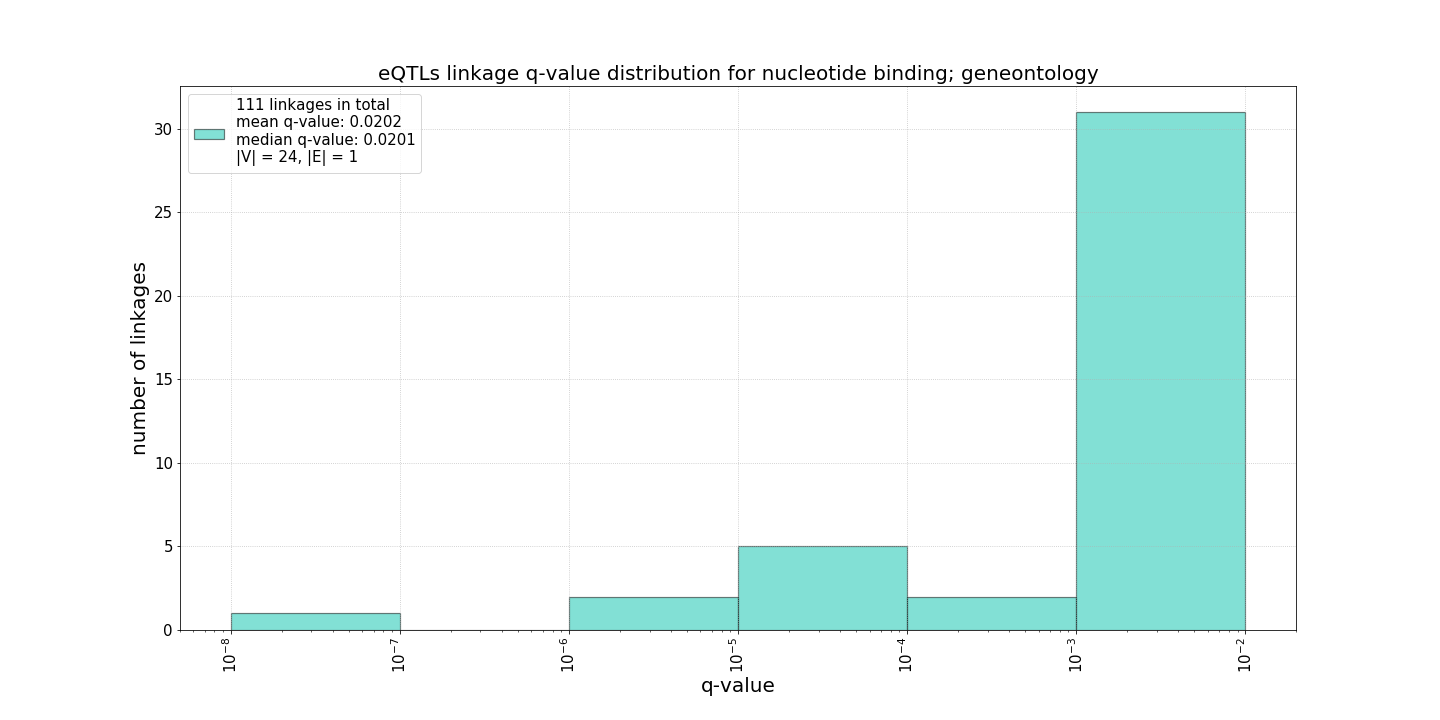 eQTLs linkage q-value distribution for nucleotide binding; geneontology
111 linkages in total
mean q-value: 0.0202
median q-value: 0.0201
|V| = 24, |E| = 1
number of linkages
30
25
20
15
10
5
0
10⁻⁸ 10⁻⁷ 10⁻⁶ 10⁻⁵ 10⁻⁴ 10⁻³ 10⁻²
q-value